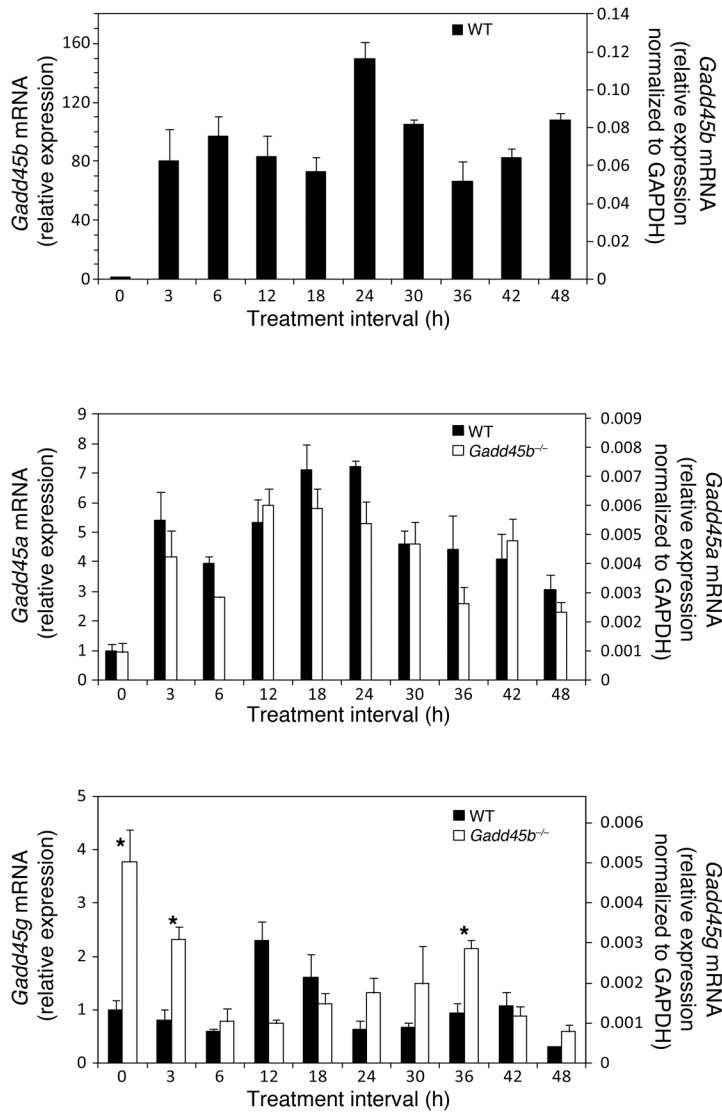 Gadd45b mRNA
(relative expression)
160
120
80
40
0
WT
0.14
0.12
0.10
0.08
0.06
0.04
0.02
0
Gadd45b mRNA
(relative expression
normalized to GAPDH)
0 3 6 12 18 24 30 36 42 48
Treatment interval (h)
Gadd45a mRNA
(relative expression)
9
8
7
6
5
4
3
2
1
0
WT
Gadd45b–/–
0.009
0.008
0.007
0.006
0.005
0.004
0.003
0.002
0.001
0
Gadd45a mRNA
(relative expression
normalized to GAPDH)
0 3 6 12 18 24 30 36 42 48
Treatment interval (h)
Gadd45g mRNA
(relative expression)
5
4
3
2
1
0
* * *
WT
Gadd45b–/–
0.006
0.005
0.004
0.003
0.002
0.001
0
Gadd45g mRNA
(relative expression
normalized to GAPDH)
0 3 6 12 18 24 30 36 42 48
Treatment interval (h)